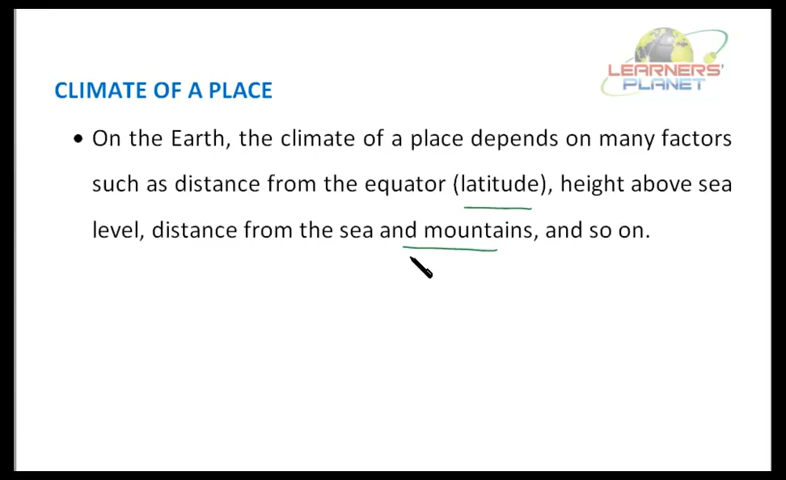 LEARNERS'
PLANET
CLIMATE OF A PLACE
• On the Earth, the climate of a place depends on many factors
such as distance from the equator (latitude), height above sea
level, distance from the sea and mountains, and so on.